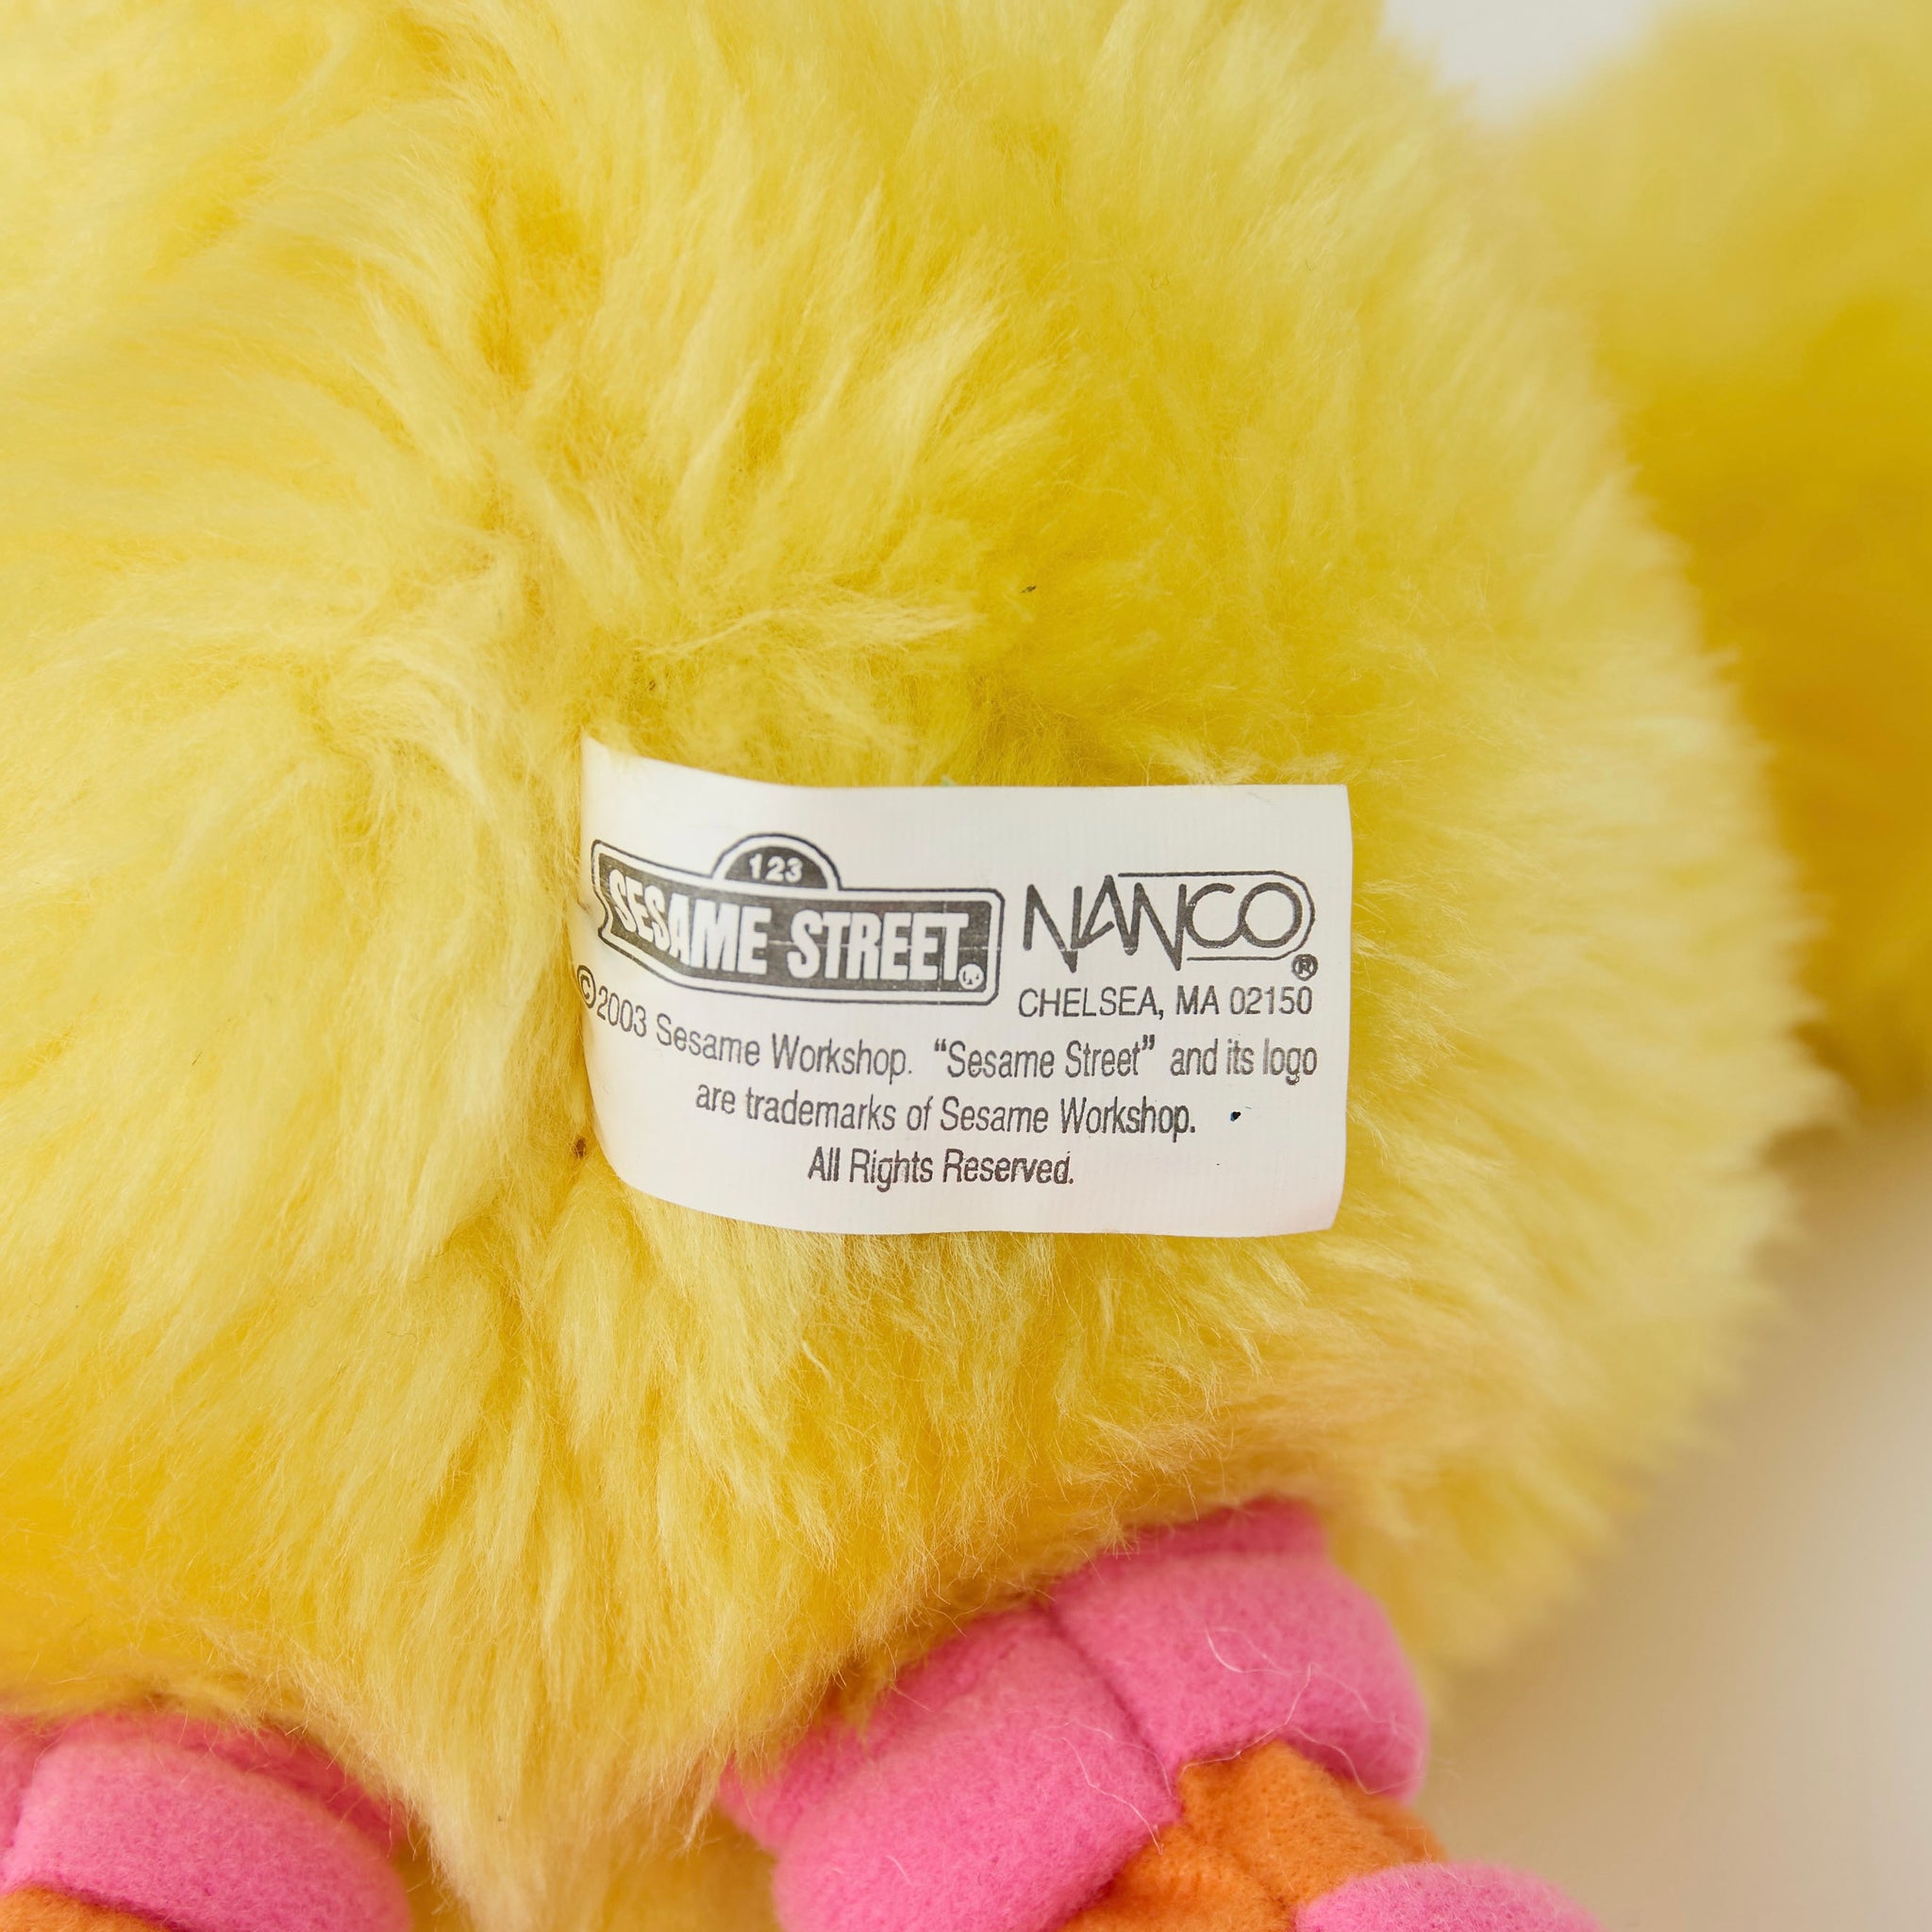 123
SESAME STREET
NANCO®
CHELSEA, MA 02150
©2003 Sesame Workshop. “Sesame Street” and its logo
are trademarks of Sesame Workshop.
All Rights Reserved.